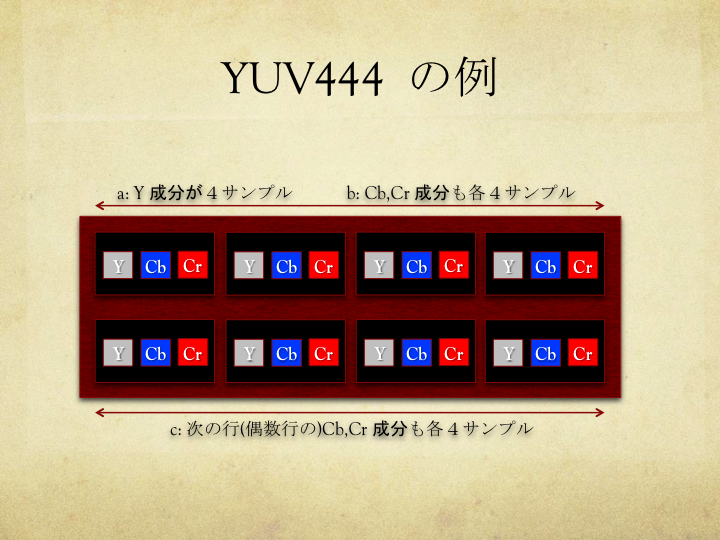 YUV444 の例
a: Y 成分が４サンプル b: Cb,Cr 成分も各４サンプル
Y Cb Cr Y Cb Cr Y Cb Cr Y Cb Cr
Y Cb Cr Y Cb Cr Y Cb Cr Y Cb Cr
c: 次の行(偶数行の)Cb,Cr 成分も各４サンプル